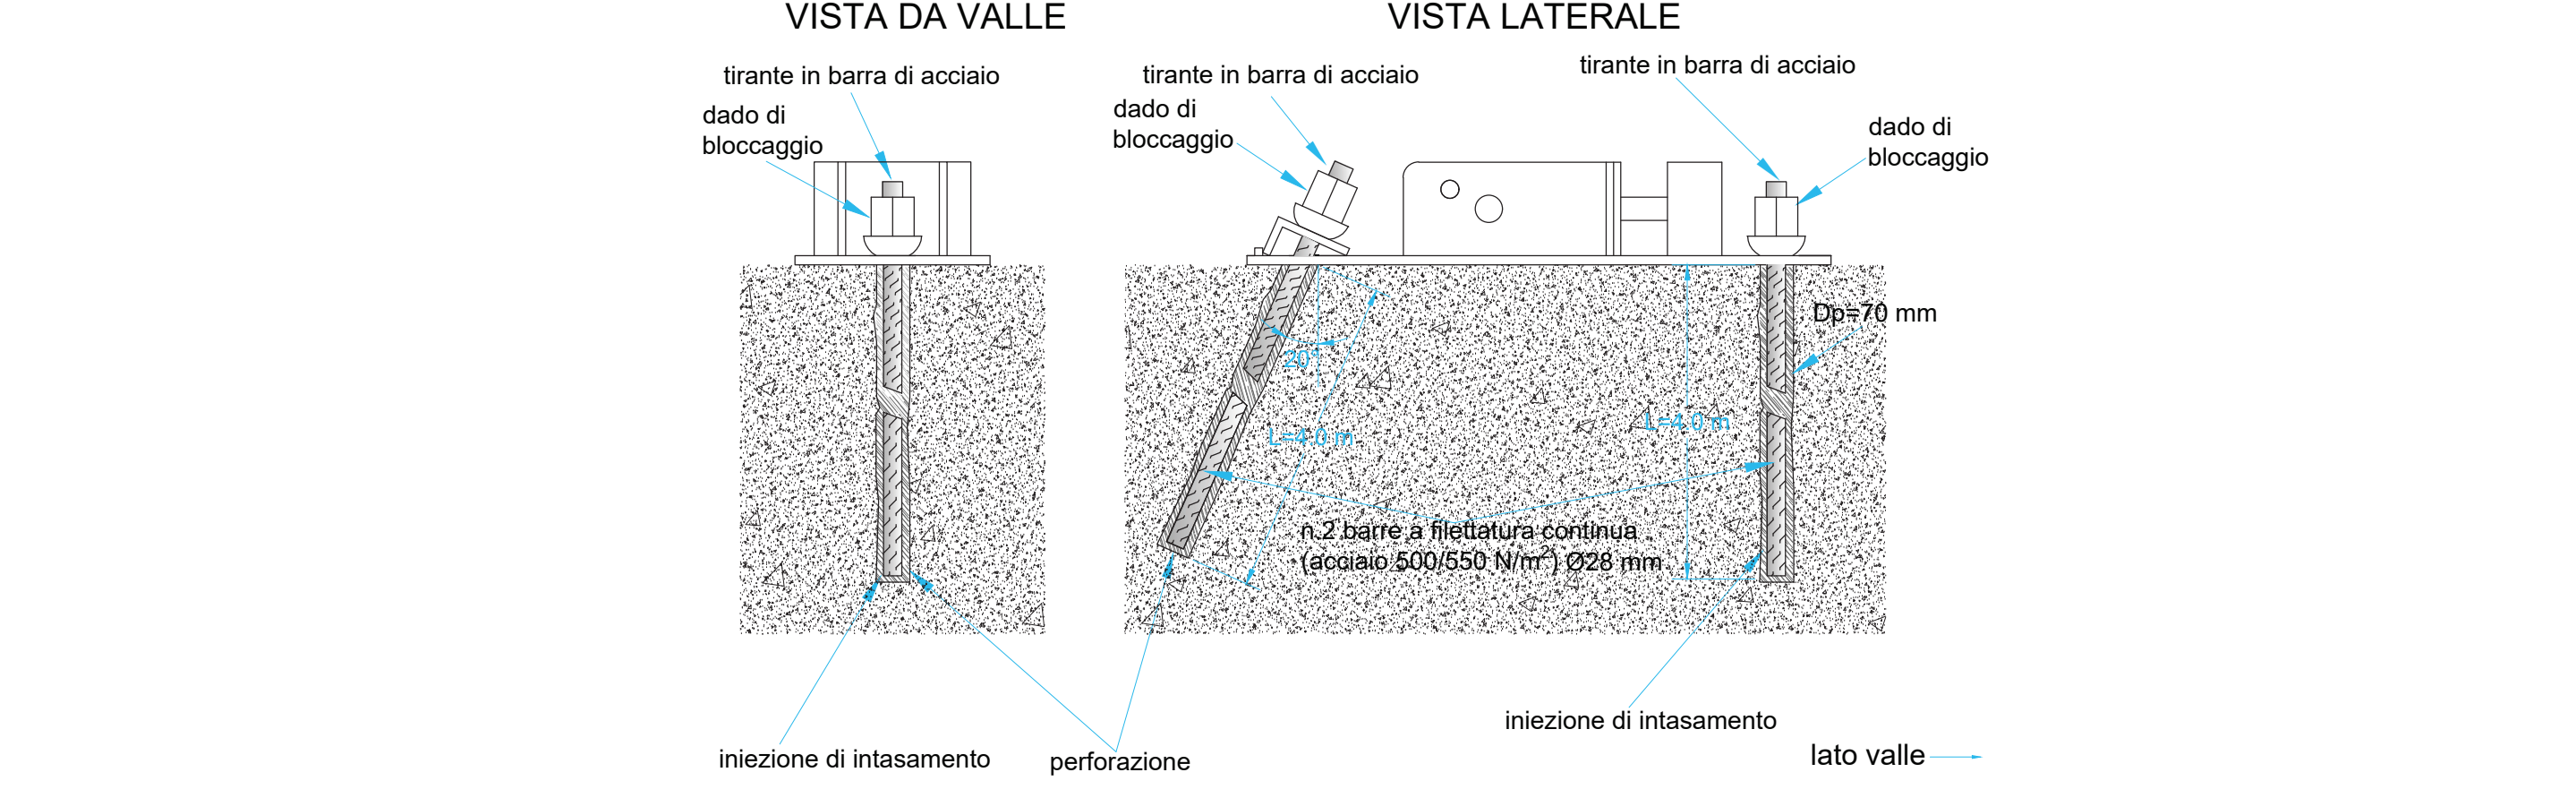 VISTA DA VALLE
VISTA LATERALE
tirante in barra di acciaio
dado di
bloccaggio
tirante in barra di acciaio
dado di
bloccaggio
tirante in barra di acciaio
dado di
bloccaggio
Dp=70 mm
20°
L=4.0 m
L=4.0 m
n.2 barre a filettatura continua
(acciaio 500/550 N/m²) Ø28 mm
iniezione di intasamento
perforazione
iniezione di intasamento
lato valle